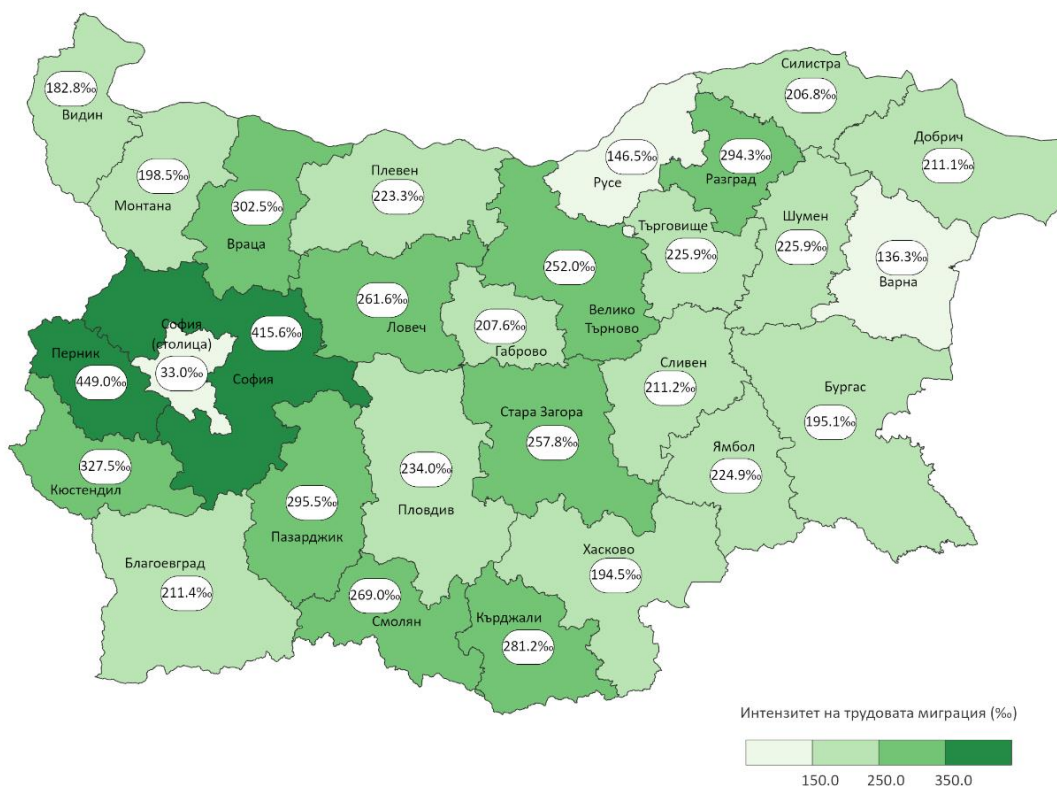 Силистра
206.8‰
182.8‰
Видин
Добрич
211.1‰
146.5‰
Русе
294.3‰
Разград
Плевен
223.3‰
198.5‰
Монтана
302.5‰
Враца
Търговище
225.9‰
Шумен
225.9‰
136.3‰
Варна
252.0‰
Велико
Търново
261.6‰
Ловеч
207.6‰
Габрово
София
(столица)
33.0‰
415.6‰
София
Перник
449.0‰
Сливен
211.2‰
Бургас
195.1‰
Стара Загора
257.8‰
Ямбол
224.9‰
327.5‰
Кюстендил
234.0‰
Пловдив
295.5‰
Пазарджик
Хасково
194.5‰
Благоевград
211.4‰
269.0‰
Смолян
Кърджали
281.2‰
Интензитет на трудовата миграция (‰)
150.0 250.0 350.0